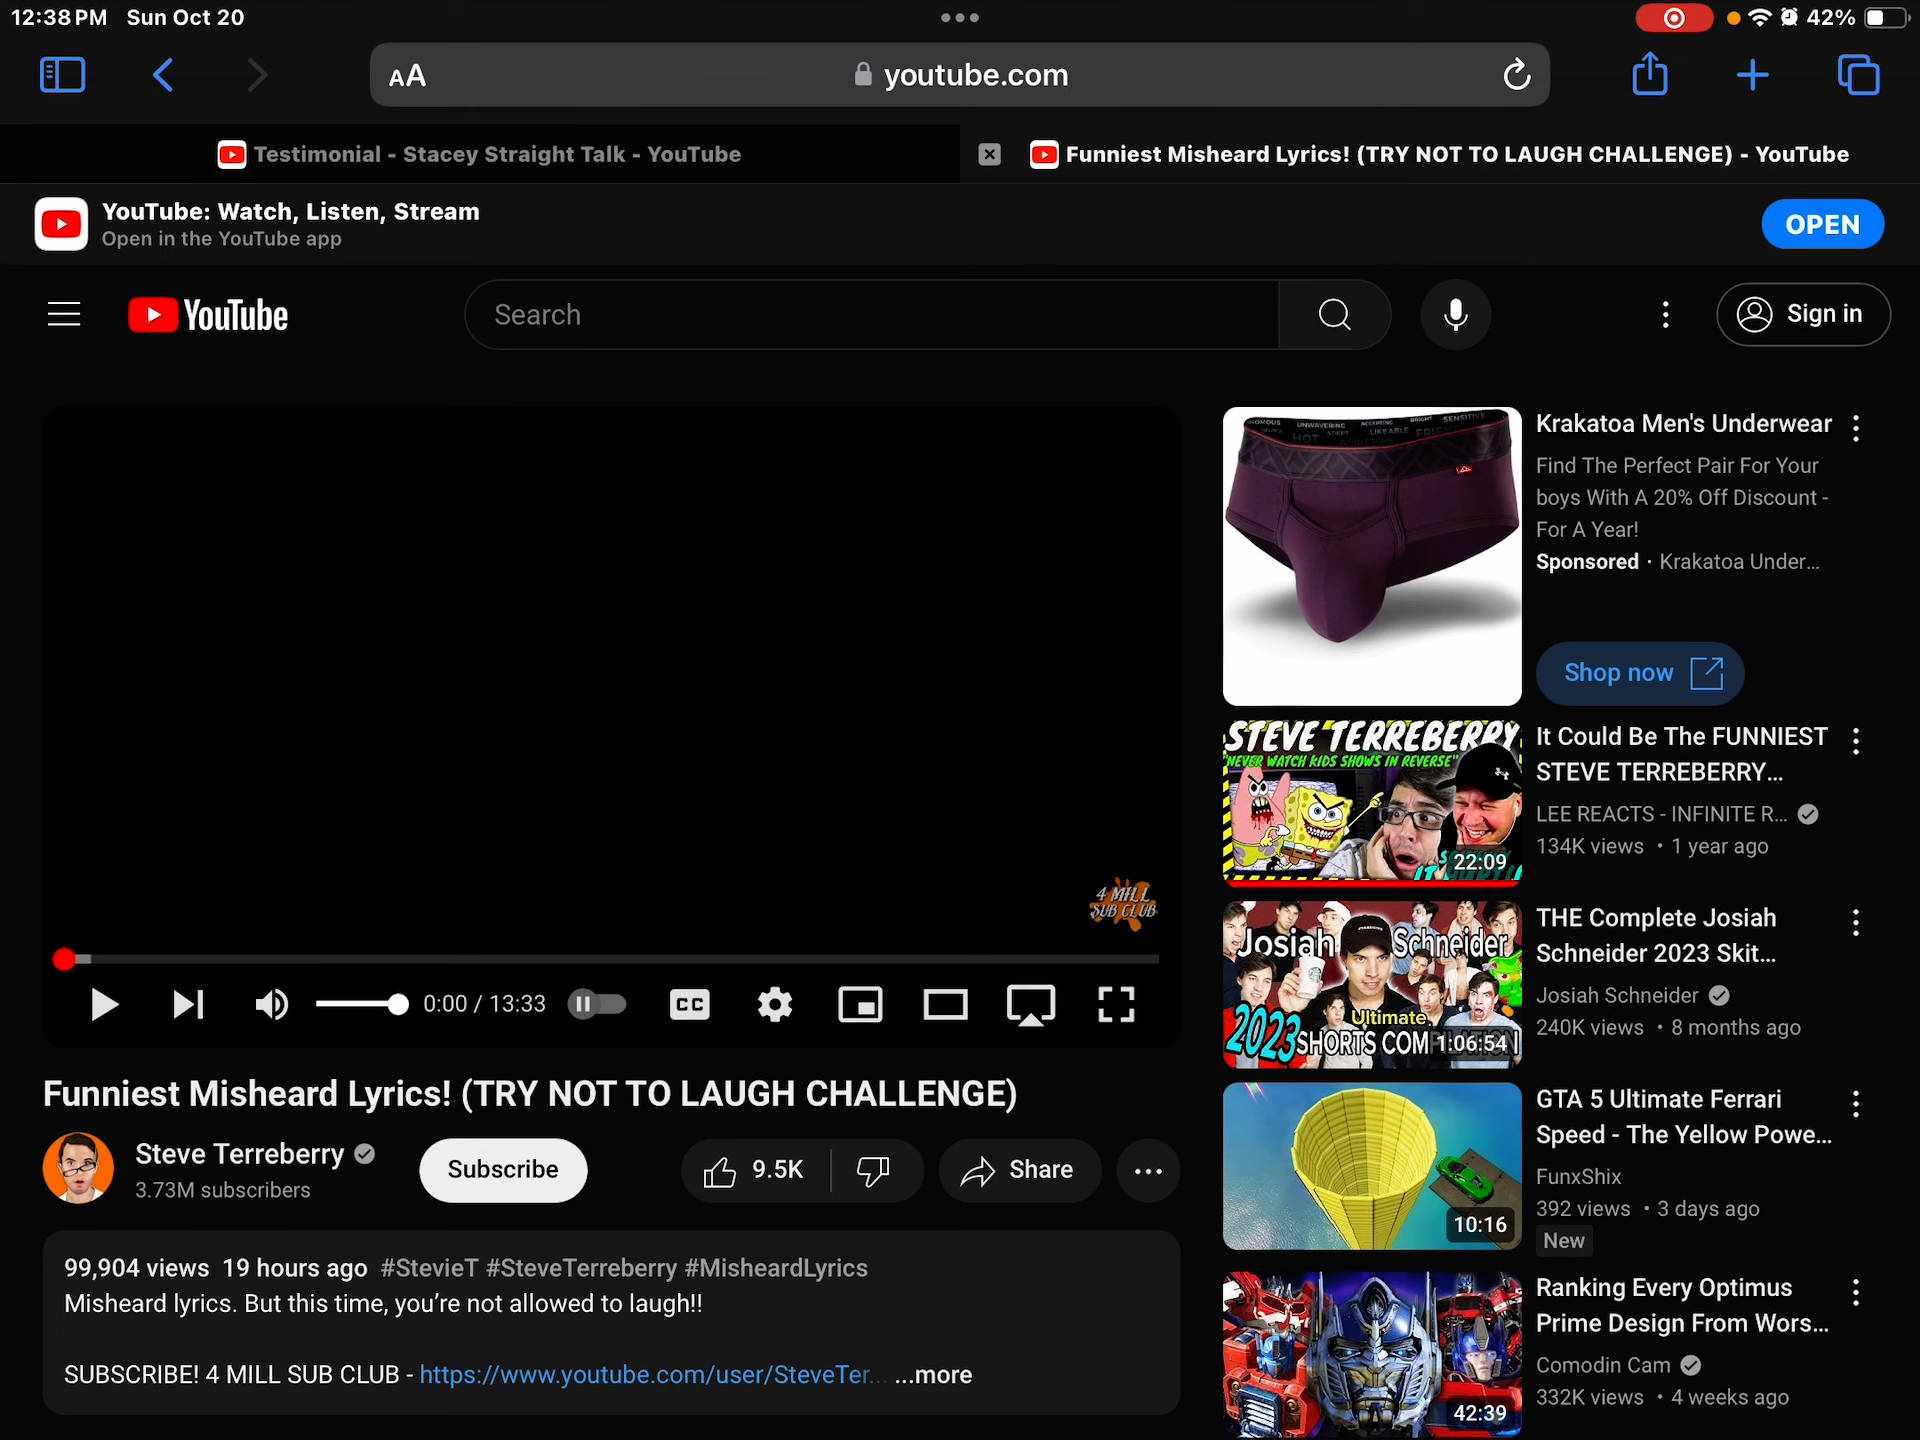 12:38 PM Sun Oct 20
42%
AA
youtube.com
Testimonial - Stacey Straight Talk - YouTube
Funniest Misheard Lyrics! (TRY NOT TO LAUGH CHALLENGE) - YouTube
YouTube: Watch, Listen, Stream
Open in the YouTube app
OPEN
YouTube
Search
Sign in
4 MILL
SUB CLUB
0:00 / 13:33
CC
Funniest Misheard Lyrics! (TRY NOT TO LAUGH CHALLENGE)
Steve Terreberry
3.73M subscribers
Subscribe
9.5K
Share
99,904 views 19 hours ago #StevieT #SteveTerreberry #MisheardLyrics
Misheard lyrics. But this time, you’re not allowed to laugh!!
SUBSCRIBE! 4 MILL SUB CLUB - https://www.youtube.com/user/SteveTer... ...more
UNWAVERING ACCEPTING BRIGHT SENSITIVE
HOT ADEPT LIKEABLE
WHOLESOME
Krakatoa Men's Underwear
Find The Perfect Pair For Your
boys With A 20% Off Discount -
For A Year!
Sponsored · Krakatoa Under...
Shop now
STEVE TERREBERRY
"NEVER WATCH KIDS SHOWS IN REVERSE"
22:09
It Could Be The FUNNIEST
STEVE TERREBERRY...
LEE REACTS - INFINITE R...
134K views • 1 year ago
Josiah Schneider
Ultimate
2023 SHORTS COMPILATION
1:06:54
THE Complete Josiah
Schneider 2023 Skit...
Josiah Schneider
240K views • 8 months ago
10:16
GTA 5 Ultimate Ferrari
Speed - The Yellow Powe...
FunxShix
392 views • 3 days ago
New
42:39
Ranking Every Optimus
Prime Design From Wors...
Comodin Cam
332K views • 4 weeks ago